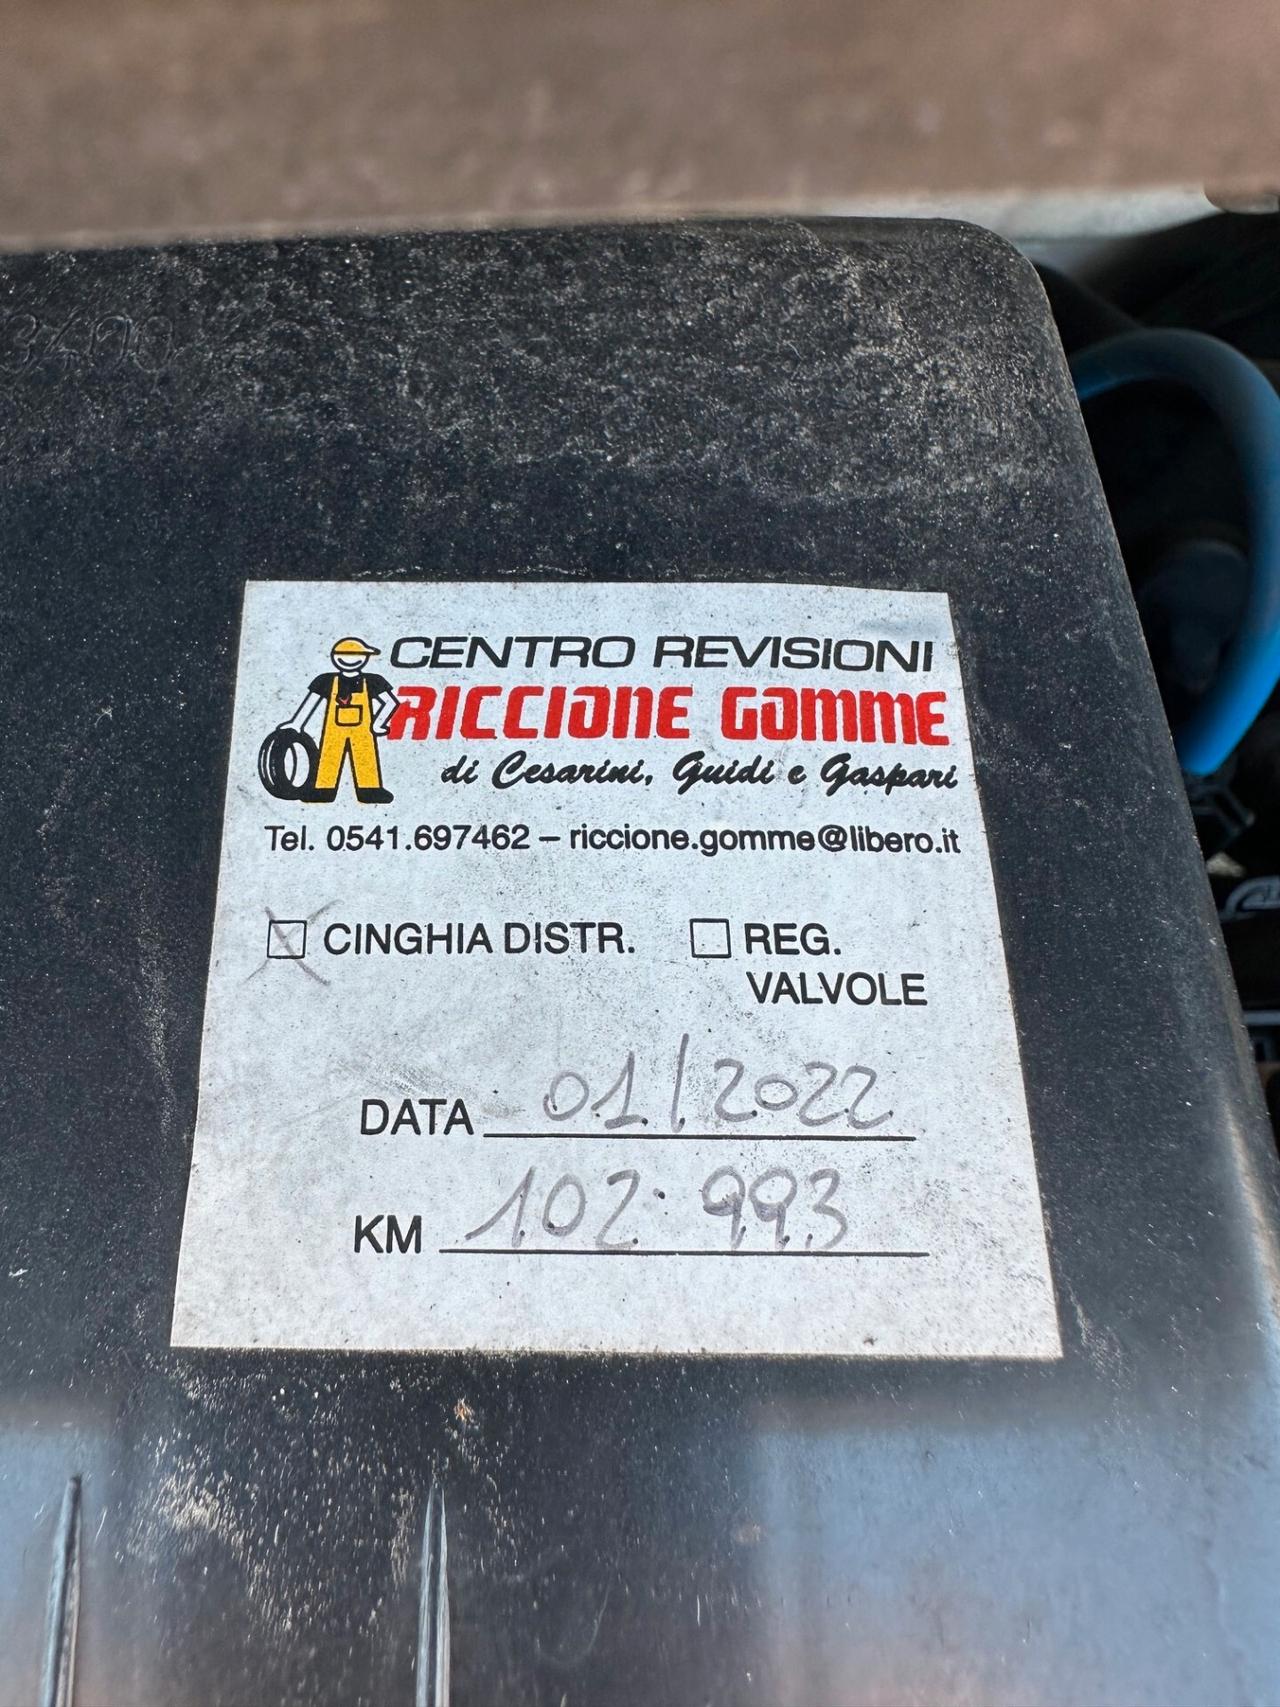 CENTRO REVISIONI
RICCIONE GOMME
di Cesarini, Guidi e Gaspari
Tel. 0541.697462 – riccione.gomme@libero.it
CINGHIA DISTR. REG. VALVOLE
DATA 01/2022
KM 102.993